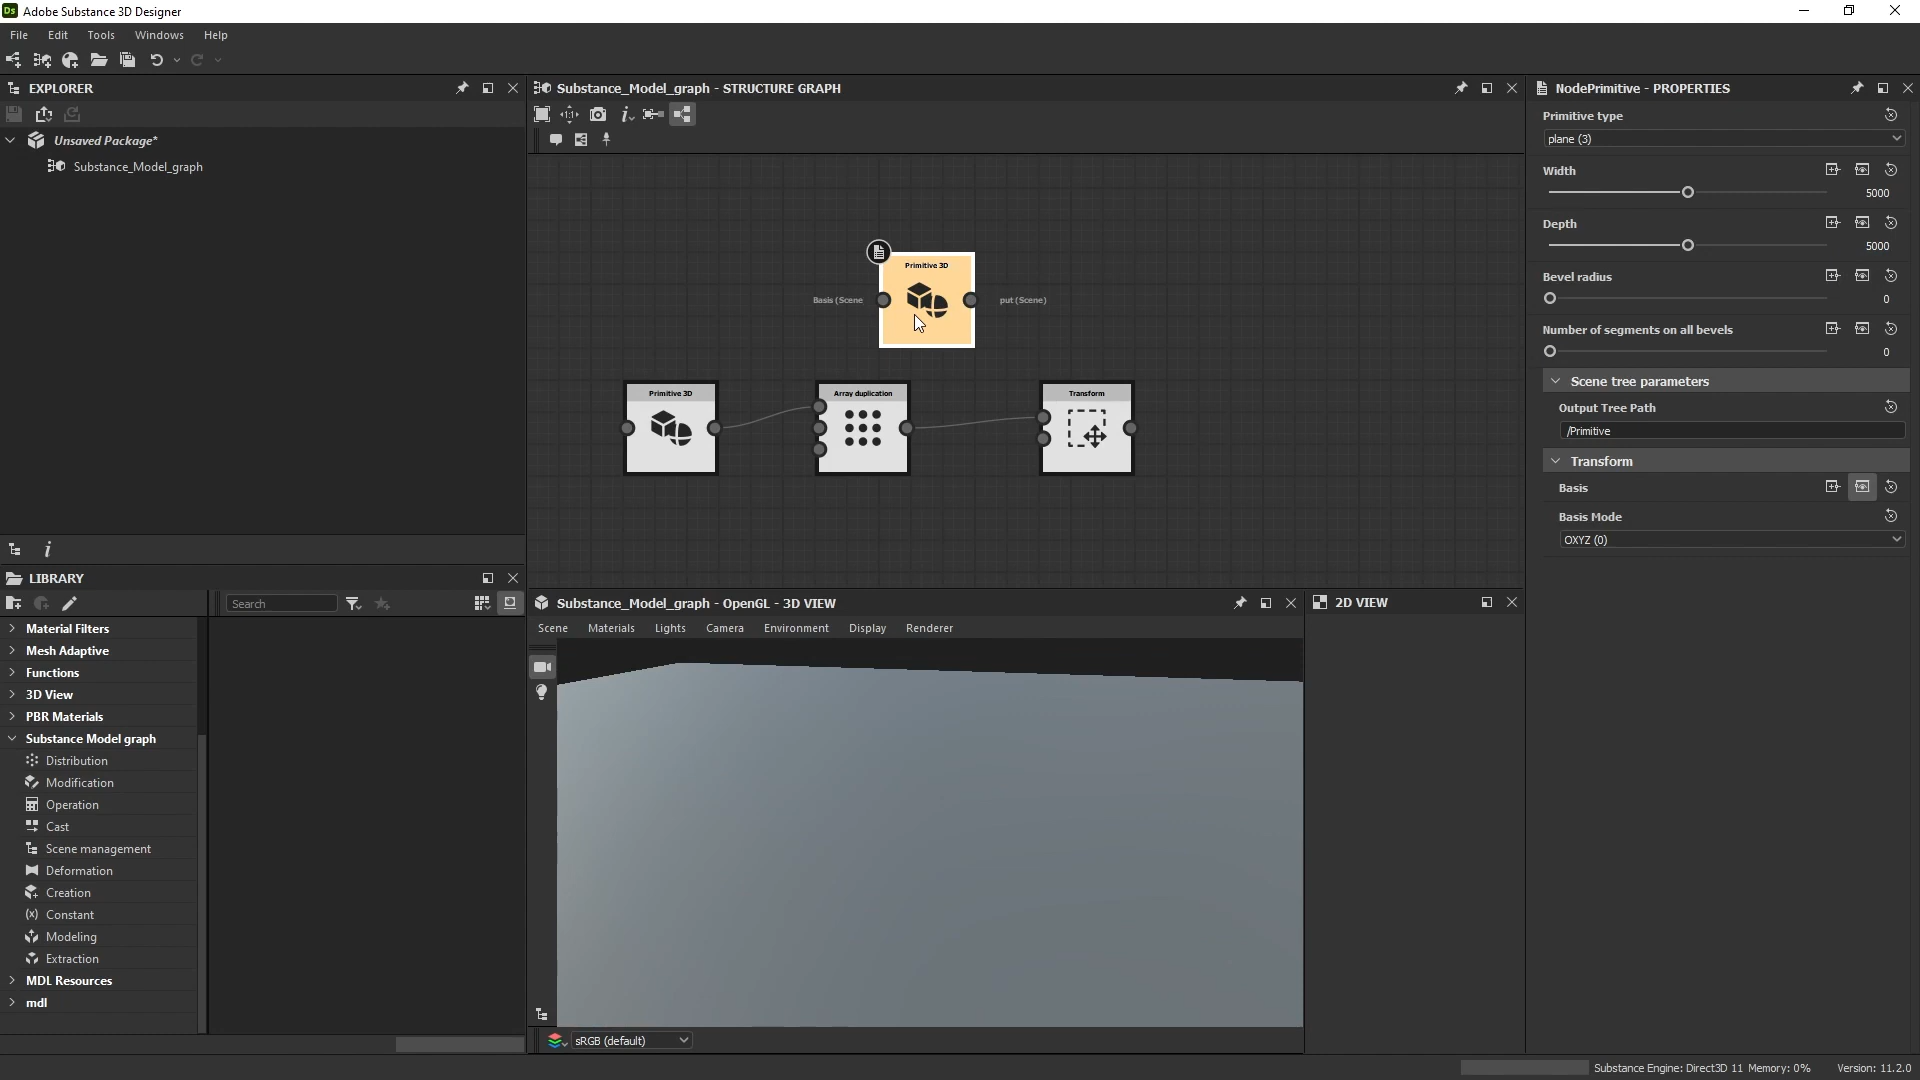 Ds Adobe Substance 3D Designer
File Edit Tools Windows Help
EXPLORER
Unsaved Package*
Substance_Model_graph
LIBRARY
Search
Material Filters
Mesh Adaptive
Functions
3D View
PBR Materials
Substance Model graph
Distribution
Modification
Operation
Cast
Scene management
Deformation
Creation
Constant
Modeling
Extraction
MDL Resources
mdl
Substance_Model_graph - STRUCTURE GRAPH
Primitive 3D
Basis (Scene
put (Scene)
Primitive 3D
Array duplication
Transform
Substance_Model_graph - OpenGL - 3D VIEW
Scene Materials Lights Camera Environment Display Renderer
sRGB (default)
2D VIEW
NodePrimitive - PROPERTIES
Primitive type
plane (3)
Width
5000
Depth
5000
Bevel radius
0
Number of segments on all bevels
0
Scene tree parameters
Output Tree Path
/Primitive
Transform
Basis
Basis Mode
OXYZ (0)
Substance Engine: Direct3D 11 Memory: 0% Version: 11.2.0